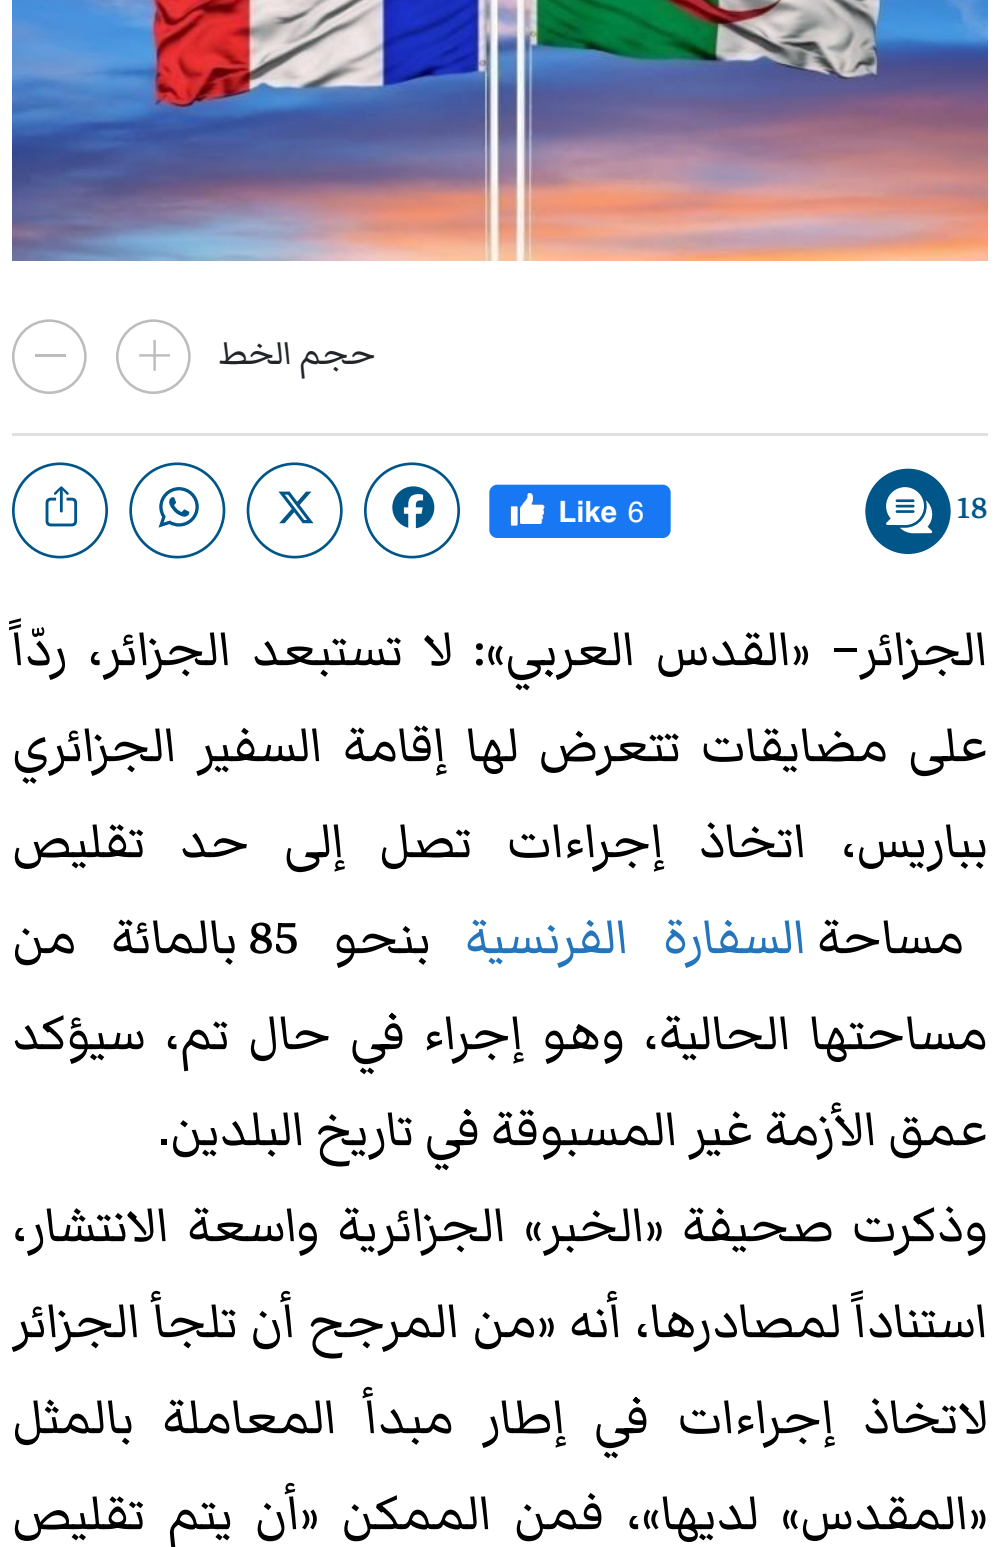 حجم الخط
Like 6
18
الجزائر– «القدس العربي»: لا تستبعد الجزائر، ردّاً
على مضايقات تتعرض لها إقامة السفير الجزائري
بباريس، اتخاذ إجراءات تصل إلى حد تقليص
مساحة السفارة الفرنسية بنحو 85 بالمائة من
مساحتها الحالية، وهو إجراء في حال تم، سيؤكد
عمق الأزمة غير المسبوقة في تاريخ البلدين.
وذكرت صحيفة «الخبر» الجزائرية واسعة الانتشار،
استناداً لمصادرها، أنه «من المرجح أن تلجأ الجزائر
لاتخاذ إجراءات في إطار مبدأ المعاملة بالمثل
«المقدس» لديها»، فمن الممكن «أن يتم تقليص